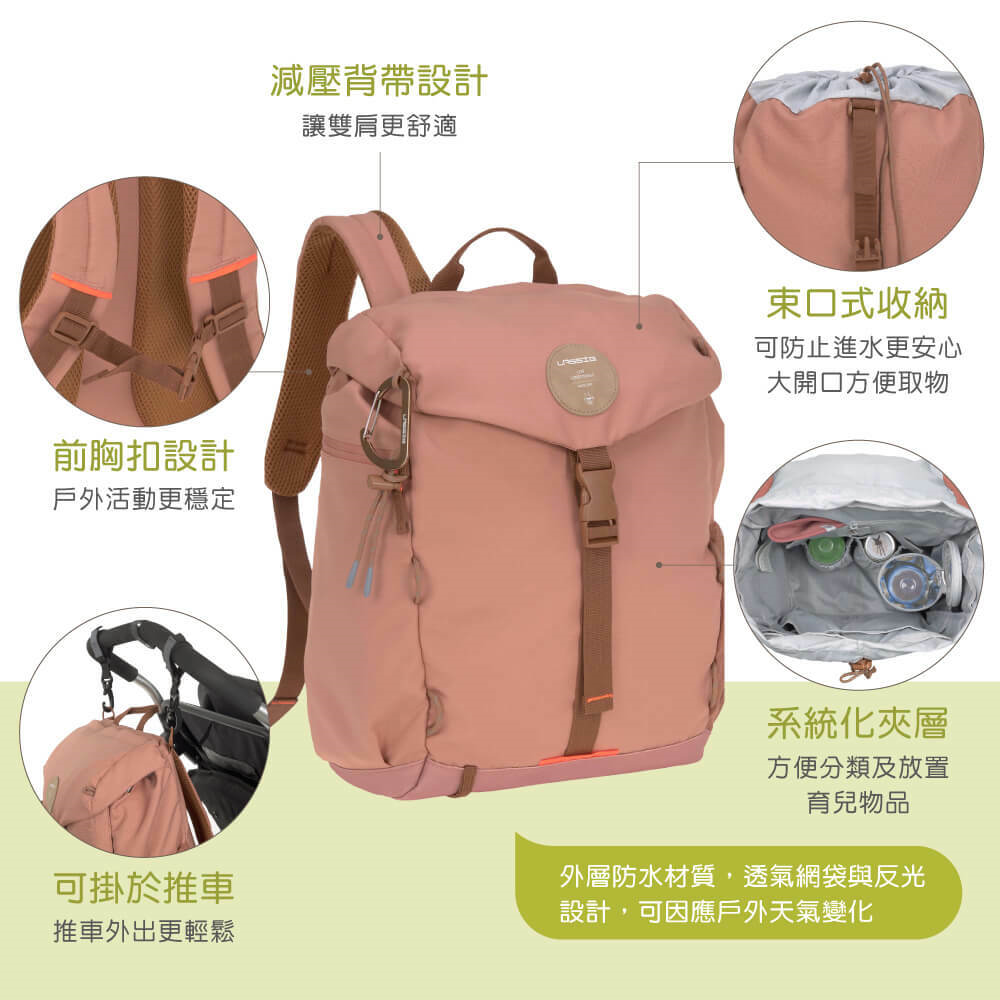 減壓背帶設計
讓雙肩更舒適
束口式收納
可防止進水更安心
大開口方便取物
前胸扣設計
戶外活動更穩定
LÄSSIG
LÄSSIG
系統化夾層
方便分類及放置
育兒物品
可掛於推車
推車外出更輕鬆
外層防水材質，透氣網袋與反光
設計，可因應戶外天氣變化